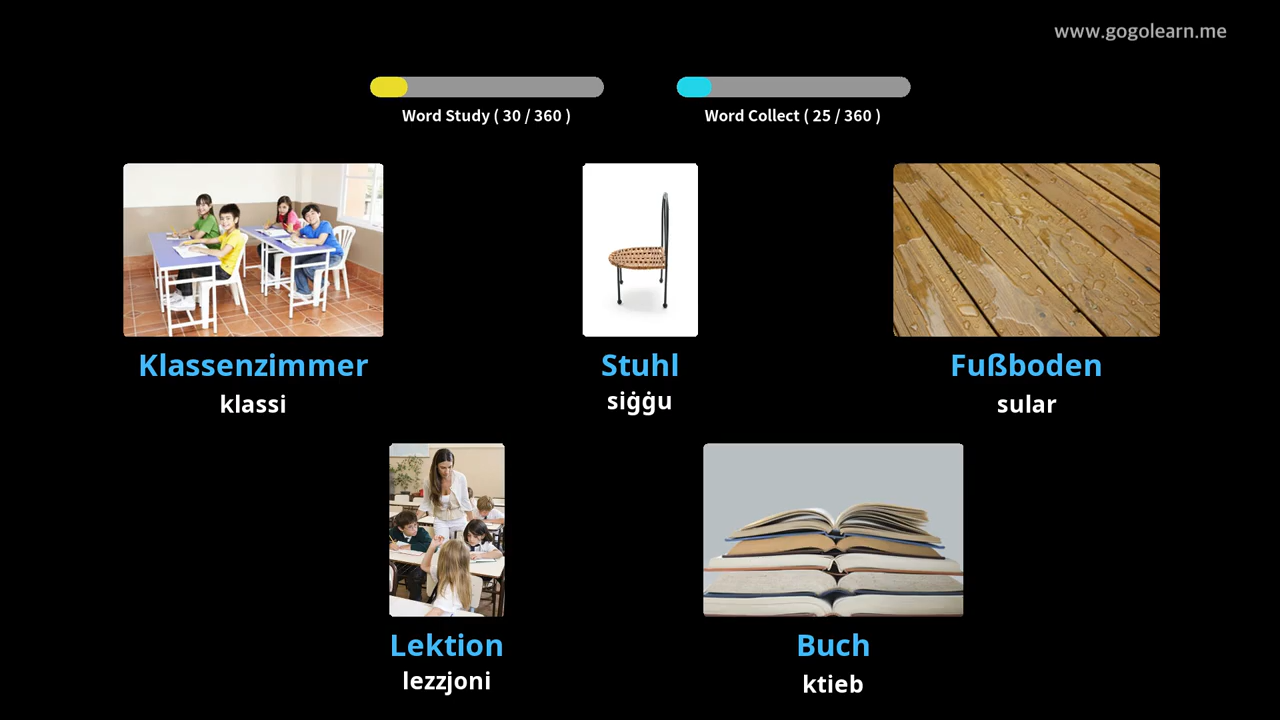 www.gogolearn.me
Word Study ( 30 / 360 )
Word Collect ( 25 / 360 )
Klassenzimmer
klassi
Stuhl
siġġu
Fußboden
sular
Lektion
lezzjoni
Buch
ktieb